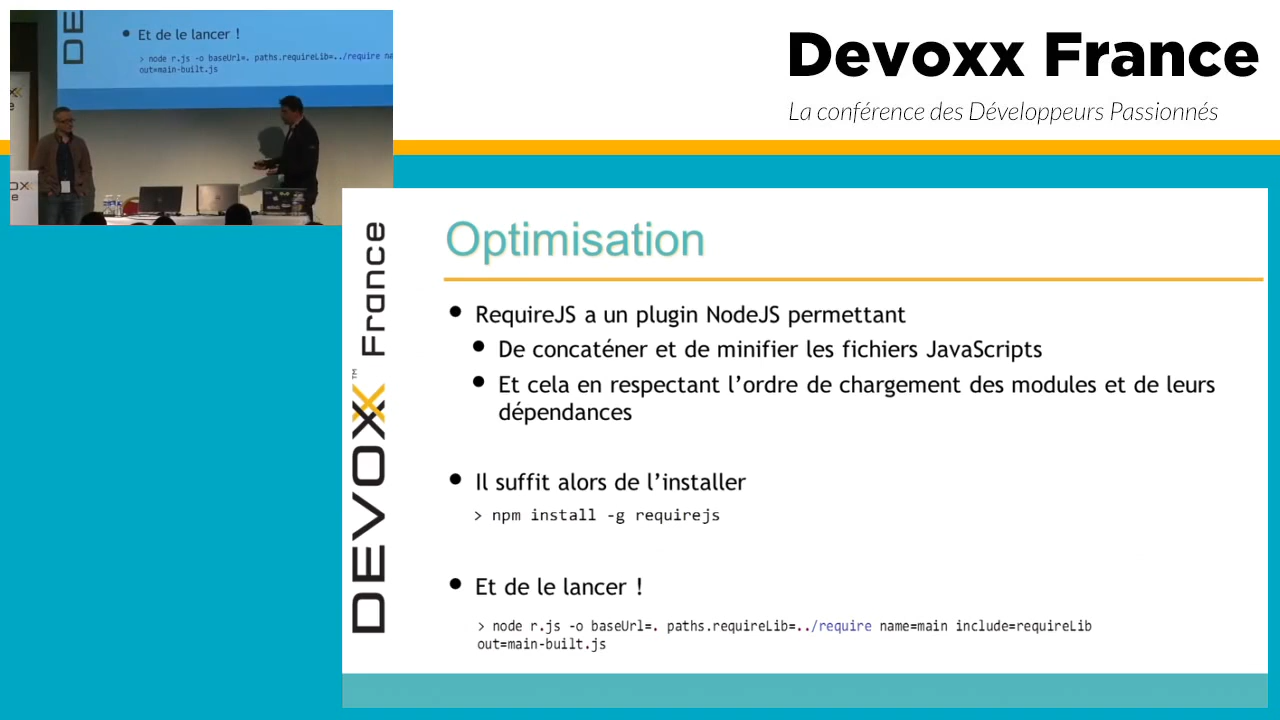 Et de le lancer !
> node r.js -o baseUrl=. paths.requireLib=../require
out=main-built.js
Devoxx France
La conférence des Développeurs Passionnés
DEVOXX™ France
Optimisation
RequireJS a un plugin NodeJS permettant
De concaténer et de minifier les fichiers JavaScripts
Et cela en respectant l’ordre de chargement des modules et de leurs
dépendances
Il suffit alors de l’installer
> npm install -g requirejs
Et de le lancer !
> node r.js -o baseUrl=. paths.requireLib=../require name=main include=requireLib
out=main-built.js